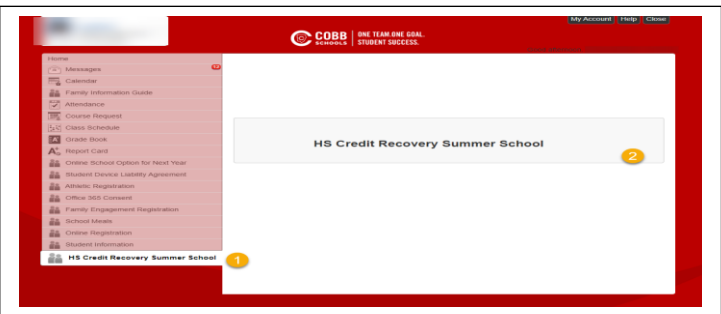 My Account Help Close
COBB
SCHOOLS
ONE TEAM. ONE GOAL.
STUDENT SUCCESS.
Home
Messages
Calendar
Family Information Guide
Attendance
Course Request
Class Schedule
Grade Book
Report Card
Online School Option for Next Year
Student Device Liability Agreement
Athletic Registration
Office 365 Consent
Family Engagement Registration
School Meals
Online Registration
Student Information
HS Credit Recovery Summer School
1
HS Credit Recovery Summer School
2